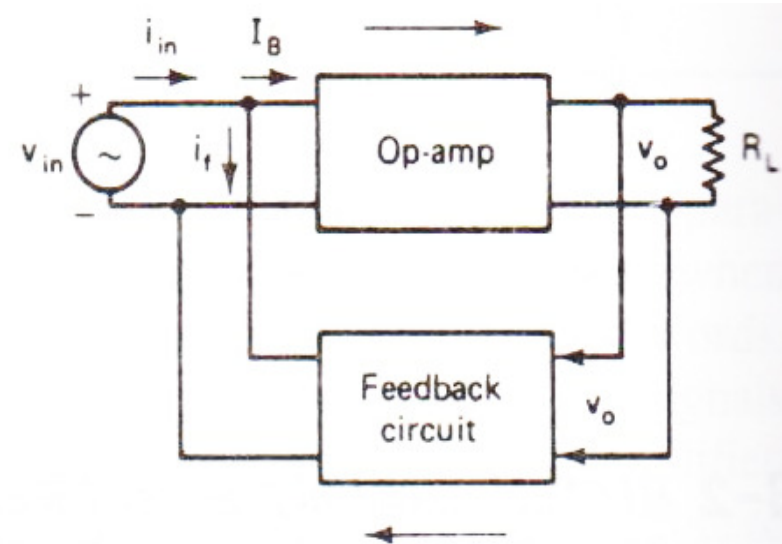 i_in I_B
+
v_in ~ i_f Op-amp v_o R_L
−
Feedback
circuit v_o